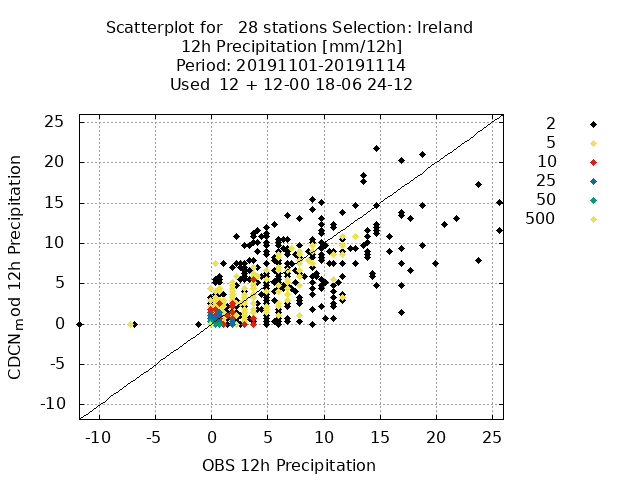 Scatterplot for 28 stations Selection: Ireland
12h Precipitation [mm/12h]
Period: 20191101-20191114
Used 12 + 12-00 18-06 24-12
25
20
15
10
5
0
-5
-10
CDCNmod 12h Precipitation
-10 -5 0 5 10 15 20 25
OBS 12h Precipitation
2
5
10
25
50
500